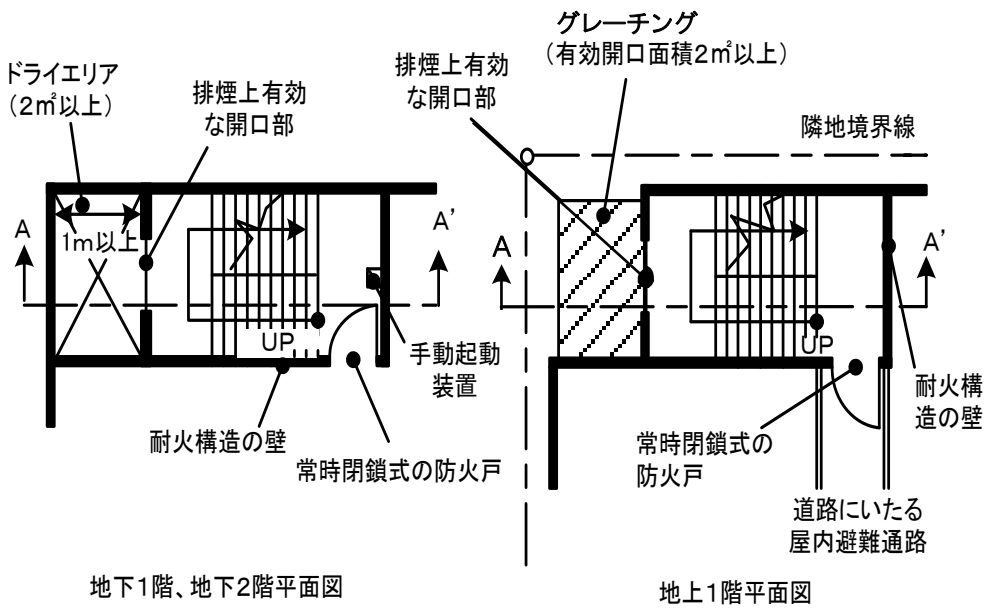 ドライエリア
（2㎡以上）
排煙上有効
な開口部
A
1m以上
A’
UP
手動起動
装置
耐火構造の壁
常時閉鎖式の防火戸
地下1階、地下2階平面図
グレーチング
（有効開口面積2㎡以上）
排煙上有効
な開口部
隣地境界線
A
A’
UP
耐火構
造の壁
常時閉鎖式の
防火戸
道路にいたる
屋内避難通路
地上1階平面図